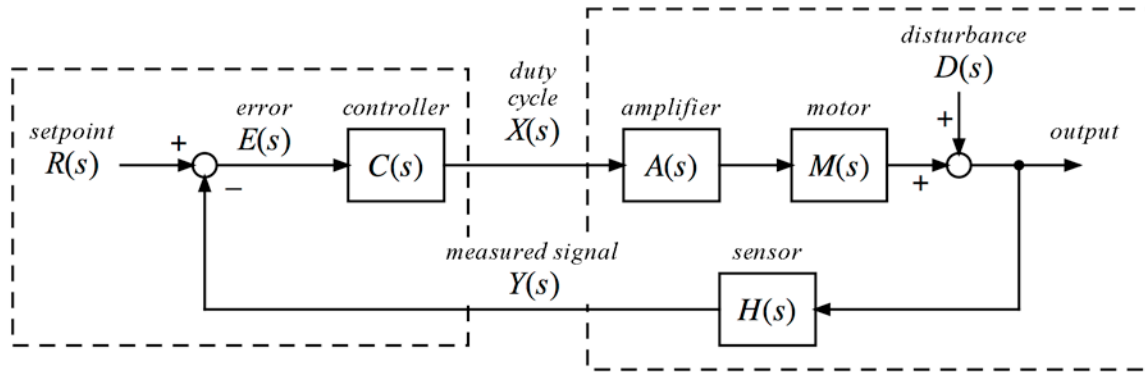 disturbance
D(s)
duty
cycle
X(s)
error
E(s)
controller
amplifier
motor
output
setpoint
R(s)
+
−
C(s)
A(s)
M(s)
+
+
measured signal
Y(s)
sensor
H(s)